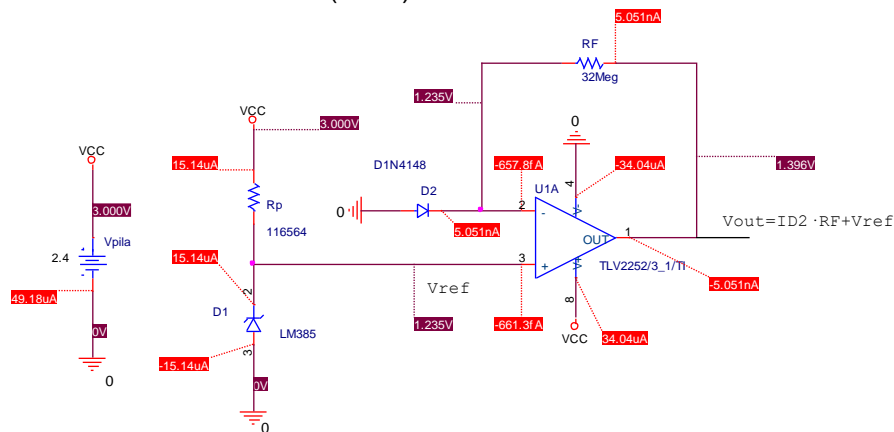 5.051nA
RF
32Meg
1.235V
VCC
3.000V
0
VCC
15.14uA
D1N4148
-657.8fA
-34.04uA
1.396V
4
D2
U1A
V-
3.000V
Rp
0
2
-
Vpila
116564
5.051nA
OUT
1
Vout=ID2·RF+Vref
2.4
15.14uA
3
+
V+
TLV2252/3_1/TI
-5.051nA
49.18uA
2
Vref
-661.3fA
8
D1
1.235V
LM385
34.04uA
VCC
0V
-15.14uA
3
0
0V
0